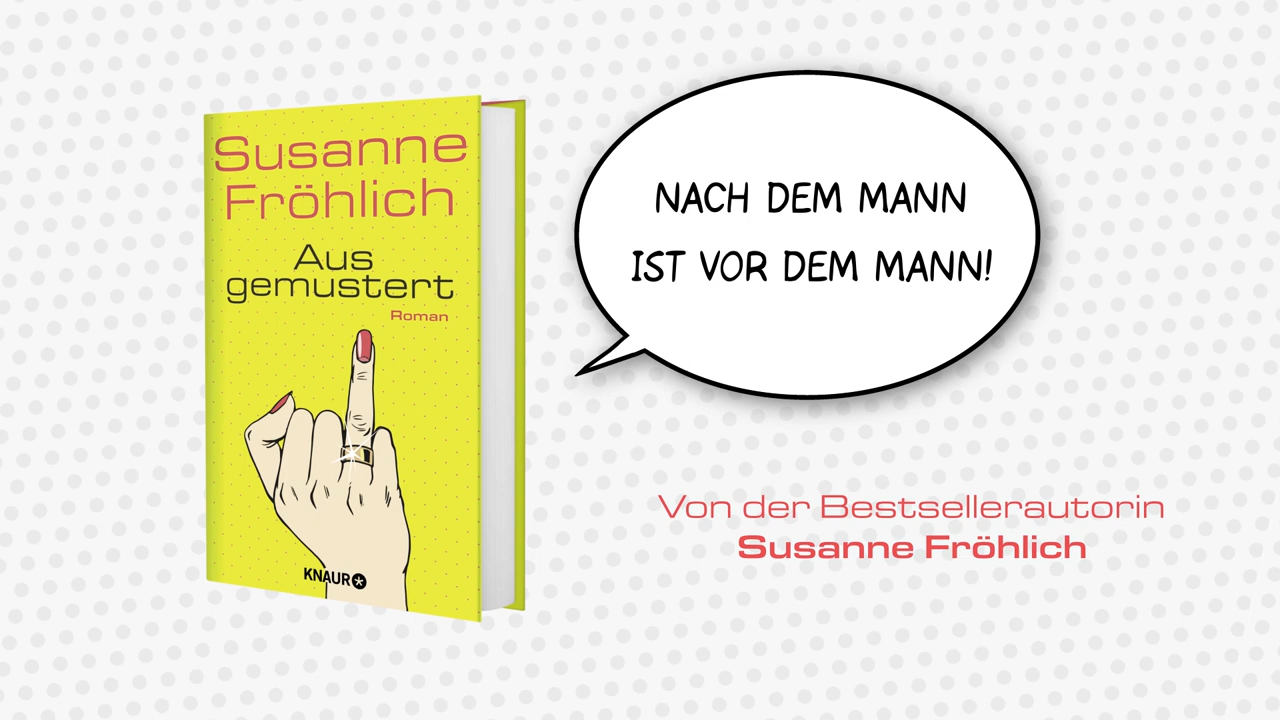 Susanne
Fröhlich
Aus
gemustert
Roman
KNAUR
NACH DEM MANN
IST VOR DEM MANN!
Von der Bestsellerautorin
Susanne Fröhlich